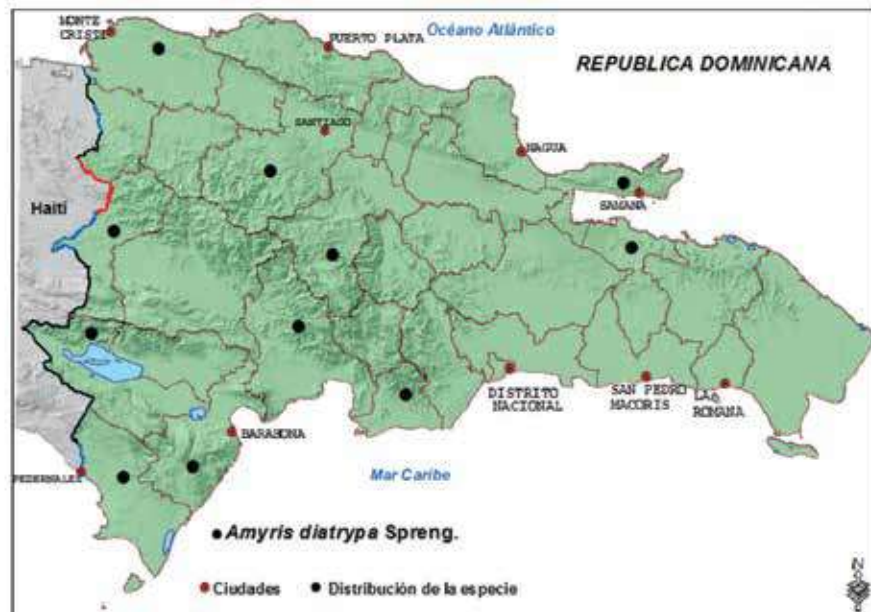 MONTE
CRISTI
PUERTO PLATA
Océano Atlántico
REPUBLICA DOMINICANA
SANTIAGO
NAGUA
SAMANA
Haití
DISTRITO
NACIONAL
SAN PEDRO
MACORIS
LA
ROMANA
BARAHONA
PEDERNALES
Mar Caribe
Amyris diatrypa Spreng.
Ciudades
Distribución de la especie
N